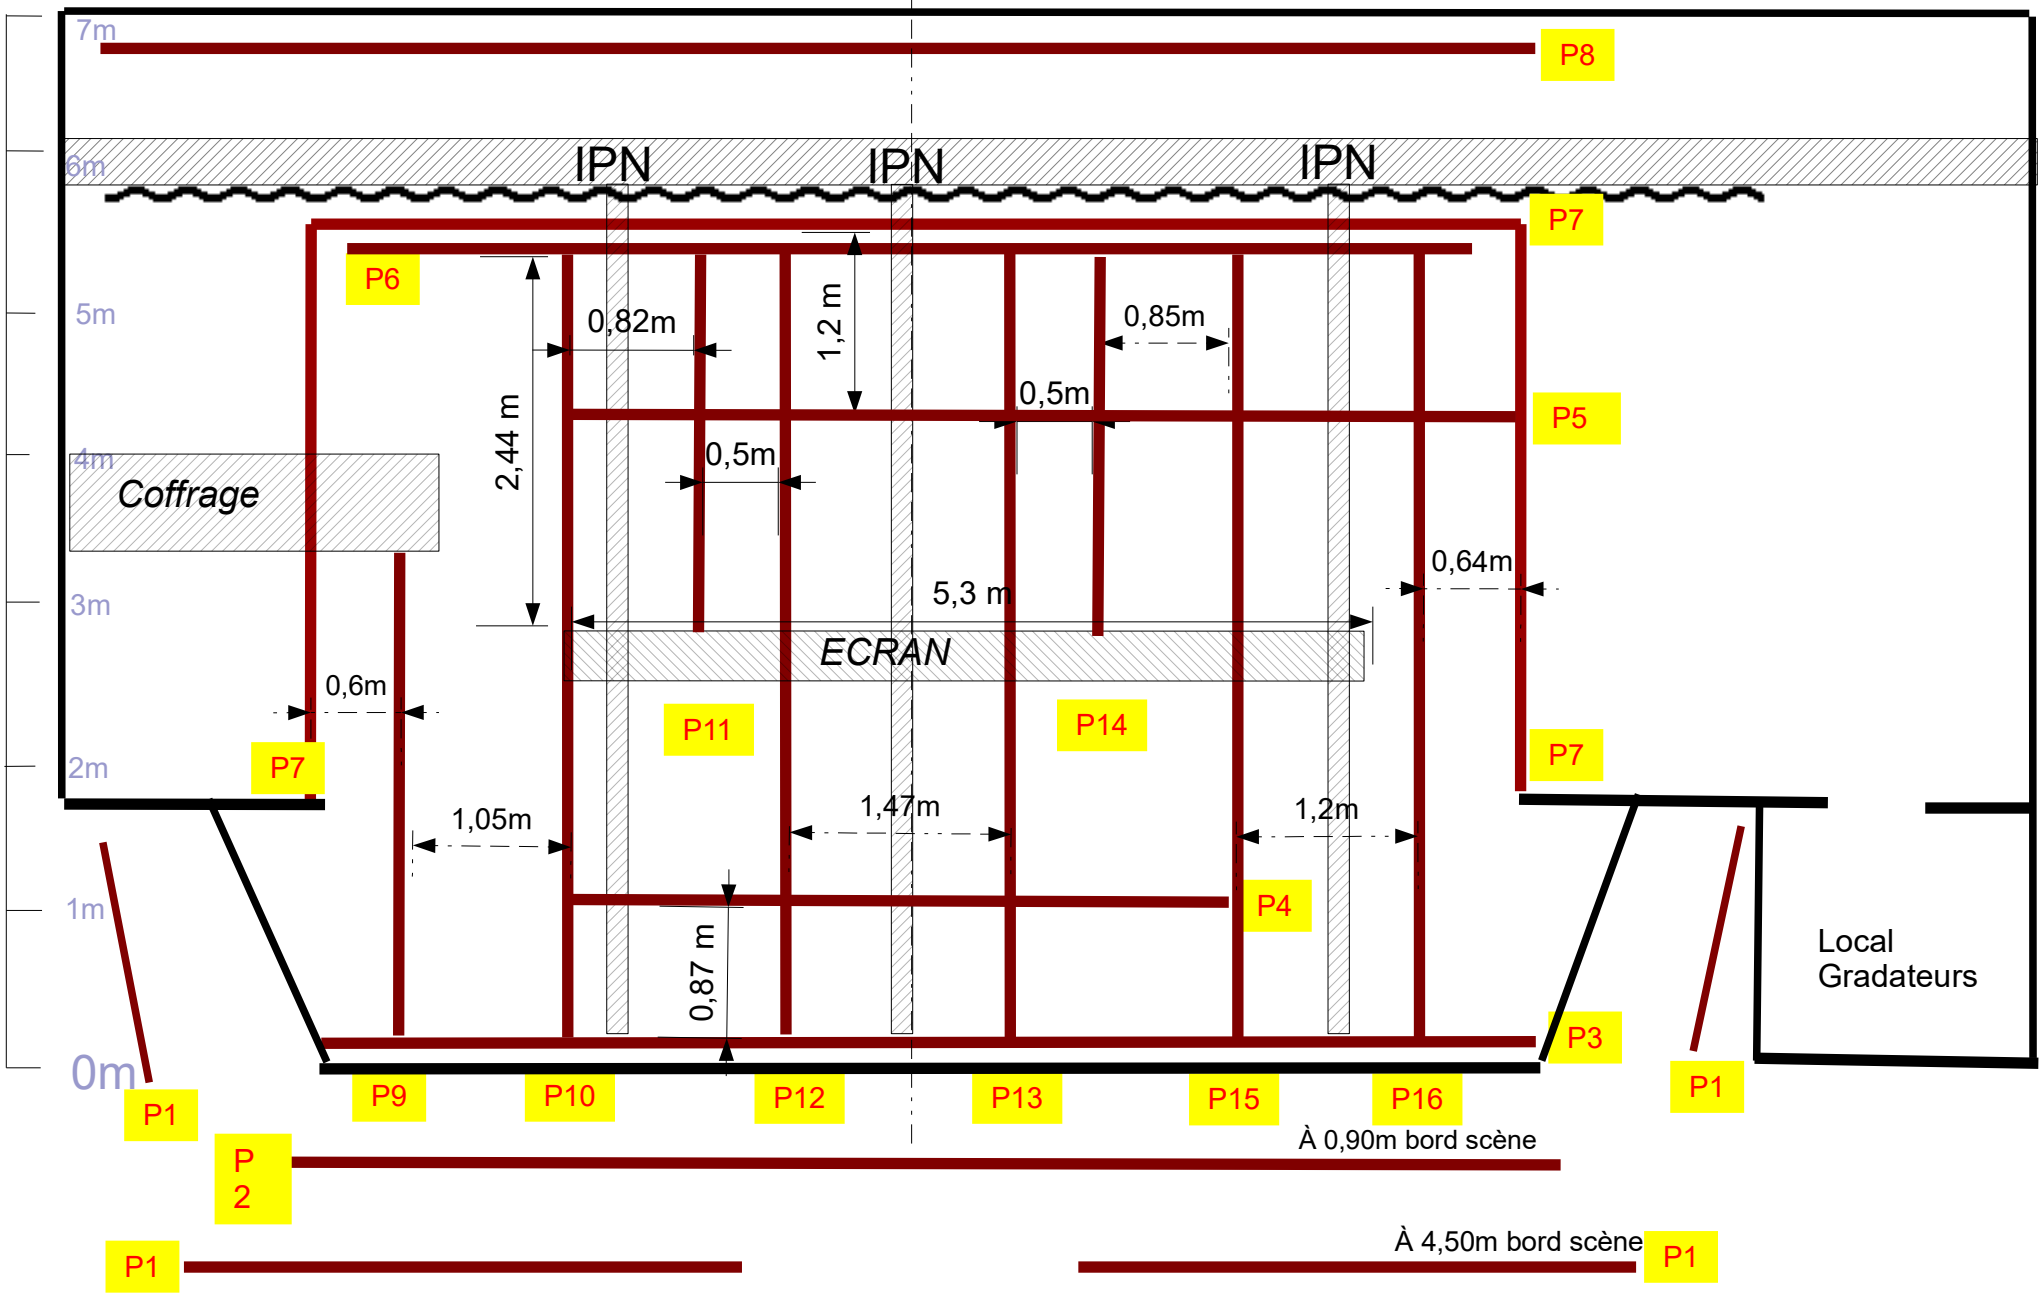 7m
P8
IPN
IPN
IPN
6m
P7
P6
5m
0,82m
1,2 m
0,85m
2,44 m
0,5m
P5
0,5m
4m
Coffrage
0,64m
3m
5,3 m
ECRAN
0,6m
P11
P14
P7
P7
2m
1,05m
1,47m
1,2m
1m
P4
0,87 m
Local
Gradateurs
P3
0m
P9
P10
P12
P13
P15
P16
P1
P1
À 0,90m bord scène
P
2
À 4,50m bord scène
P1
P1